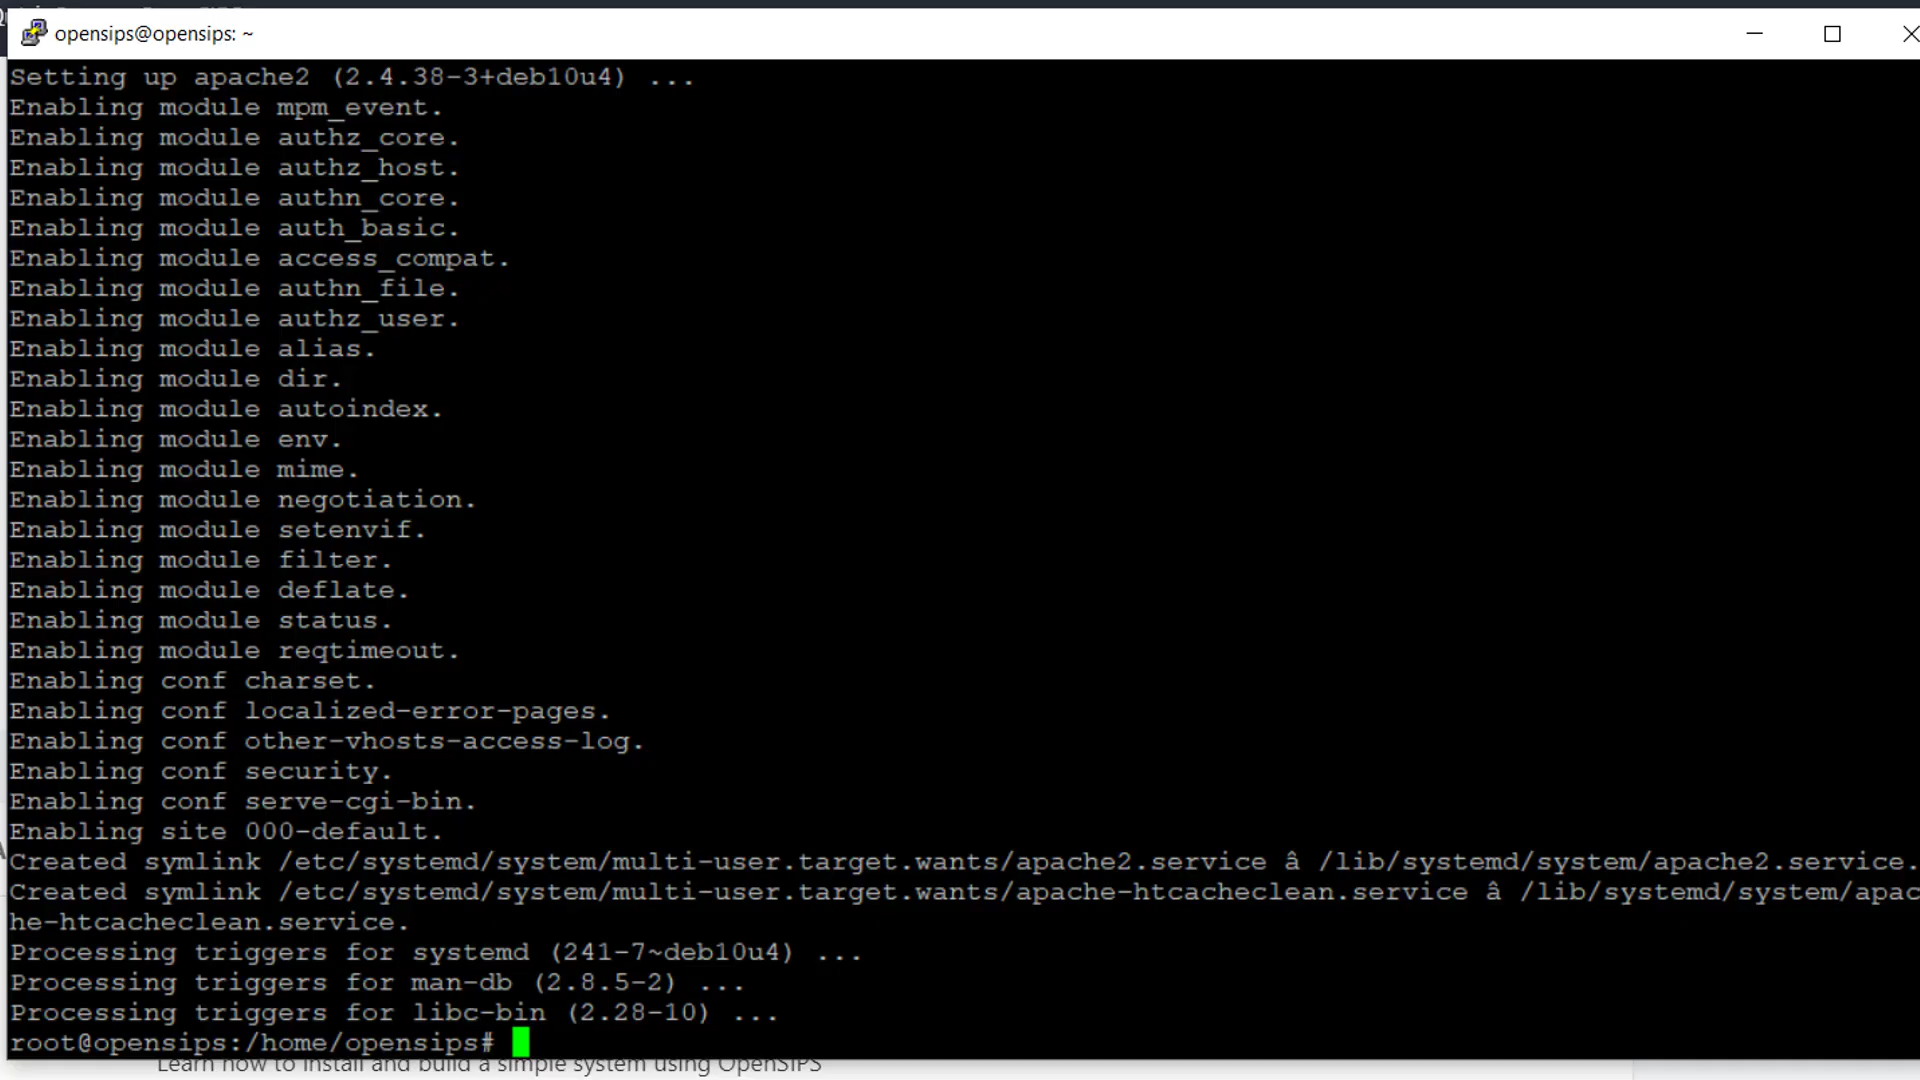 opensips@opensips: ~
Setting up apache2 (2.4.38-3+deb10u4) ...
Enabling module mpm_event.
Enabling module authz_core.
Enabling module authz_host.
Enabling module authn_core.
Enabling module auth_basic.
Enabling module access_compat.
Enabling module authn_file.
Enabling module authz_user.
Enabling module alias.
Enabling module dir.
Enabling module autoindex.
Enabling module env.
Enabling module mime.
Enabling module negotiation.
Enabling module setenvif.
Enabling module filter.
Enabling module deflate.
Enabling module status.
Enabling module reqtimeout.
Enabling conf charset.
Enabling conf localized-error-pages.
Enabling conf other-vhosts-access-log.
Enabling conf security.
Enabling conf serve-cgi-bin.
Enabling site 000-default.
Created symlink /etc/systemd/system/multi-user.target.wants/apache2.service â /lib/systemd/system/apache2.service.
Created symlink /etc/systemd/system/multi-user.target.wants/apache-htcacheclean.service â /lib/systemd/system/apac
he-htcacheclean.service.
Processing triggers for systemd (241-7~deb10u4) ...
Processing triggers for man-db (2.8.5-2) ...
Processing triggers for libc-bin (2.28-10) ...
root@opensips:/home/opensips#
Learn how to install and build a simple system using OpenSIPS